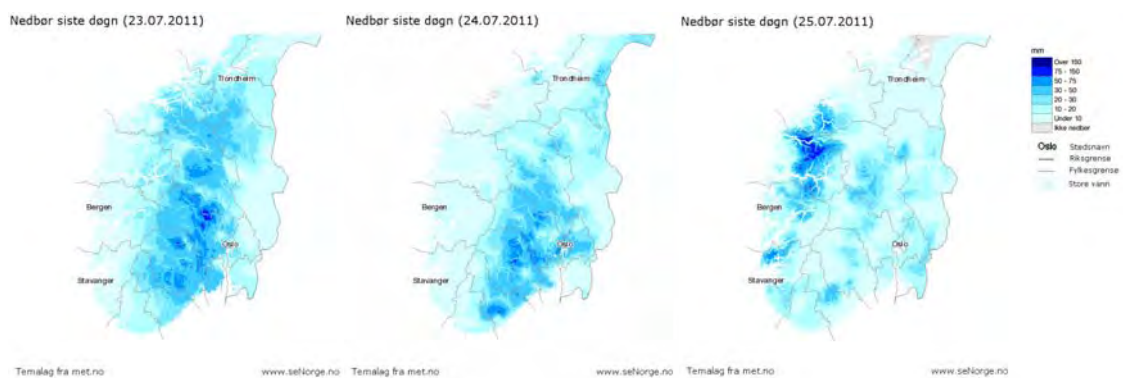 Nedbør siste døgn (23.07.2011)
Trondheim
Bergen
Oslo
Stavanger
Temalag fra met.no
www.seNorge.no
Nedbør siste døgn (24.07.2011)
Trondheim
Bergen
Oslo
Stavanger
Temalag fra met.no
www.seNorge.no
Nedbør siste døgn (25.07.2011)
Trondheim
Bergen
Oslo
Stavanger
Temalag fra met.no
www.seNorge.no
mm
Over 150
75 - 150
50 - 75
30 - 50
20 - 30
10 - 20
Under 10
Ikke nedbør
Oslo Stedsnavn
Riksgrense
Fylkesgrense
Store vann